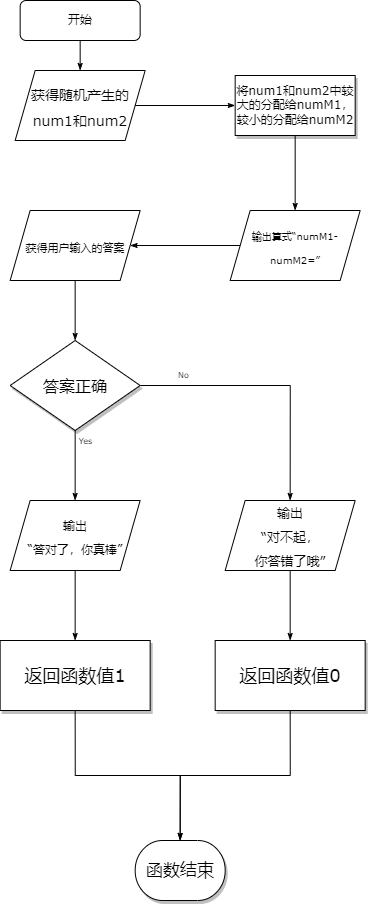 开始
获得随机产生的
num1和num2
将num1和num2中较
大的分配给numM1，
较小的分配给numM2
输出算式“numM1-
numM2=”
获得用户输入的答案
答案正确
No
Yes
输出
“答对了，你真棒”
输出
“对不起，
你答错了哦”
返回函数值1
返回函数值0
函数结束